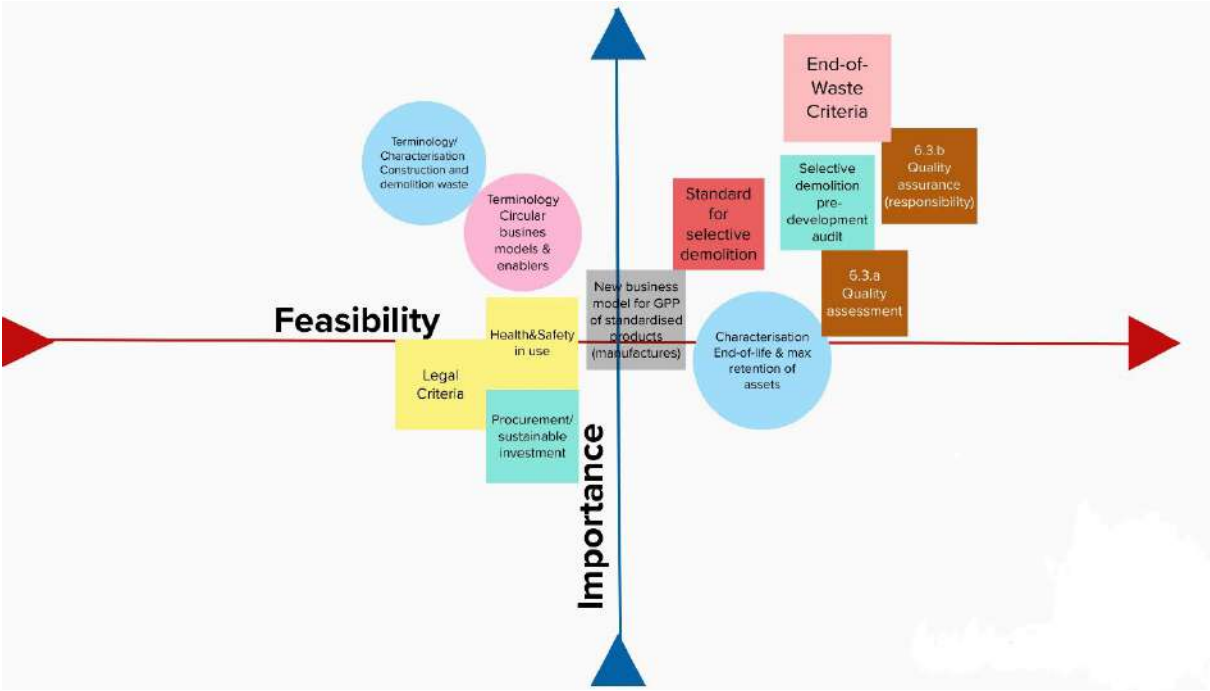 End-of-
Waste
Criteria
Terminology/
Characterisation
Construction and
demolition waste
6.3.b
Quality
assurance
(responsibility)
Selective
demolition
pre-
development
audit
Terminology
Circular
busines
models &
enablers
Standard
for
selective
demolition
6.3.a
Quality
assessment
New business
model for GPP
of standardised
products
(manufactures)
Feasibility
Health&Safety
in use
Characterisation
End-of-life & max
retention of
assets
Legal
Criteria
Procurement/
sustainable
investment
Importance